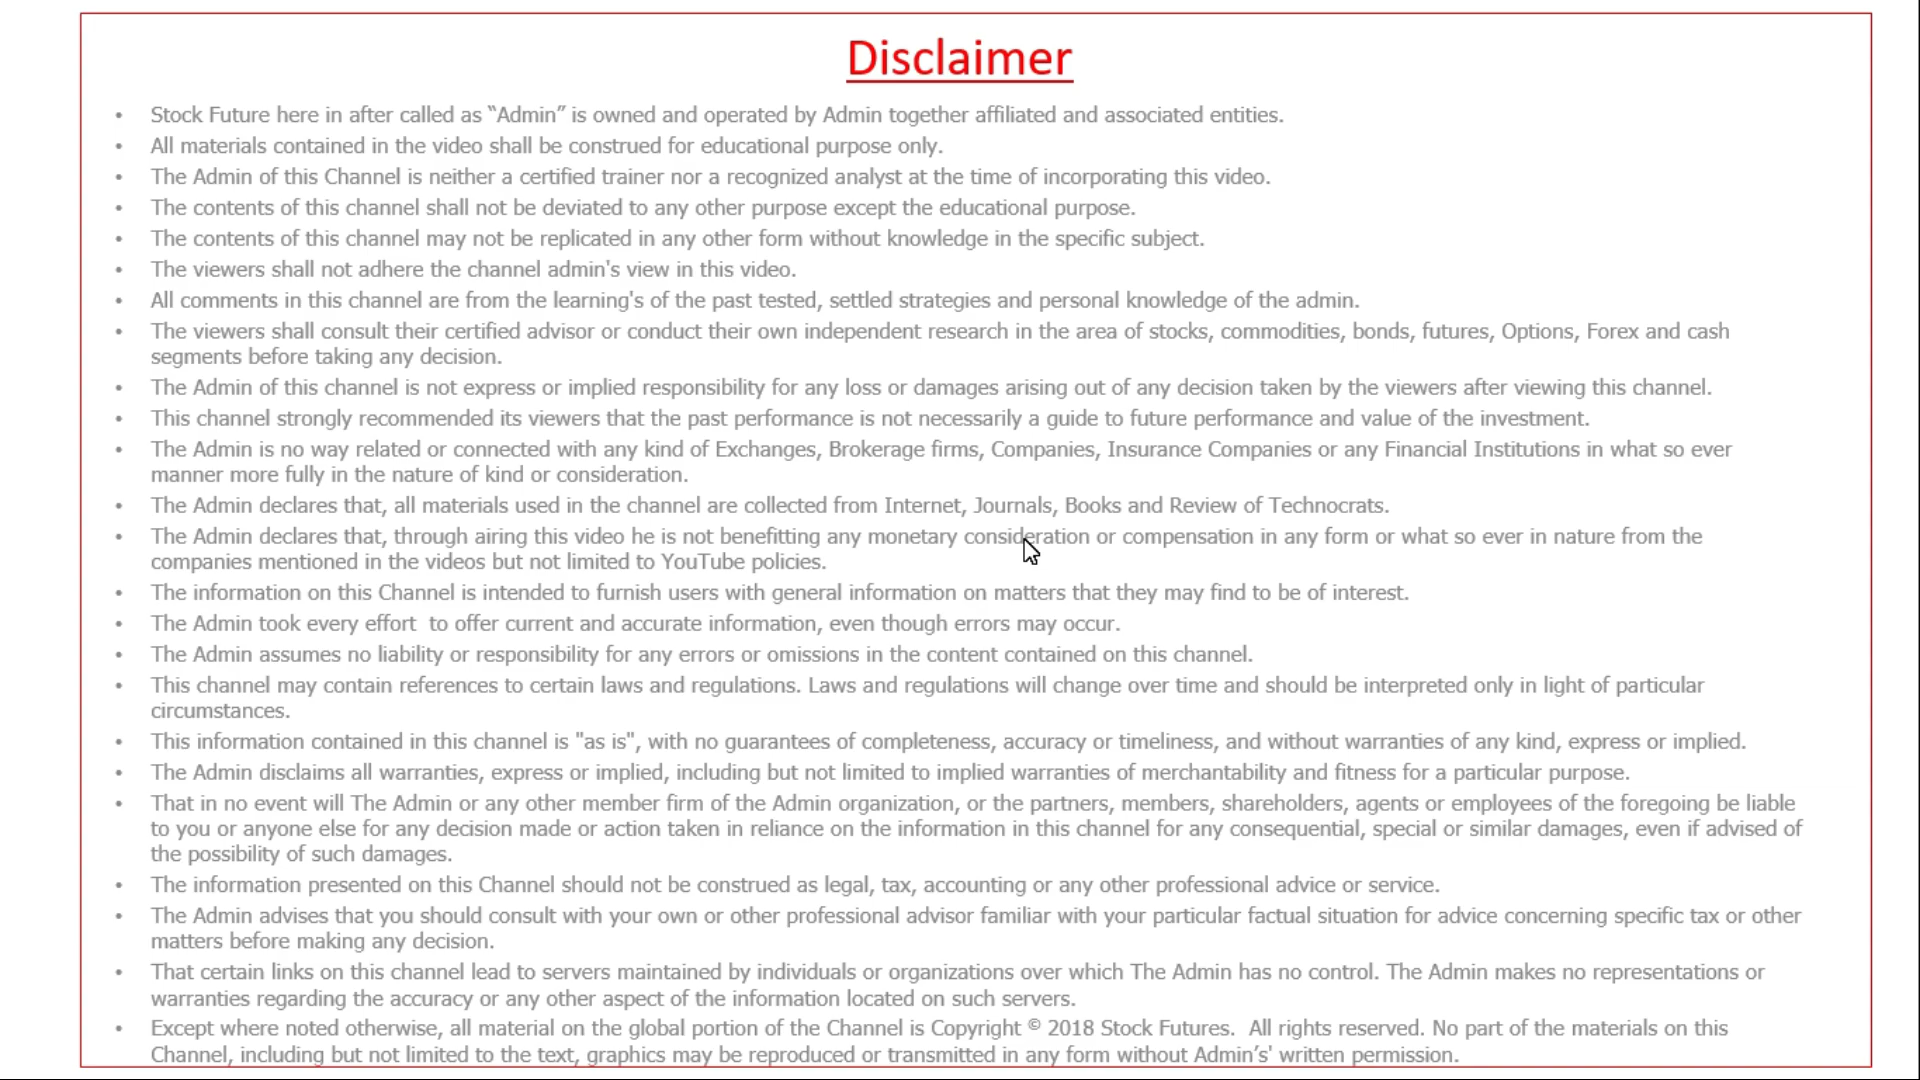 Disclaimer
• Stock Future here in after called as “Admin” is owned and operated by Admin together affiliated and associated entities.
• All materials contained in the video shall be construed for educational purpose only.
• The Admin of this Channel is neither a certified trainer nor a recognized analyst at the time of incorporating this video.
• The contents of this channel shall not be deviated to any other purpose except the educational purpose.
• The contents of this channel may not be replicated in any other form without knowledge in the specific subject.
• The viewers shall not adhere the channel admin's view in this video.
• All comments in this channel are from the learning's of the past tested, settled strategies and personal knowledge of the admin.
• The viewers shall consult their certified advisor or conduct their own independent research in the area of stocks, commodities, bonds, futures, Options, Forex and cash
segments before taking any decision.
• The Admin of this channel is not express or implied responsibility for any loss or damages arising out of any decision taken by the viewers after viewing this channel.
• This channel strongly recommended its viewers that the past performance is not necessarily a guide to future performance and value of the investment.
• The Admin is no way related or connected with any kind of Exchanges, Brokerage firms, Companies, Insurance Companies or any Financial Institutions in what so ever
manner more fully in the nature of kind or consideration.
• The Admin declares that, all materials used in the channel are collected from Internet, Journals, Books and Review of Technocrats.
• The Admin declares that, through airing this video he is not benefitting any monetary consideration or compensation in any form or what so ever in nature from the
companies mentioned in the videos but not limited to YouTube policies.
• The information on this Channel is intended to furnish users with general information on matters that they may find to be of interest.
• The Admin took every effort  to offer current and accurate information, even though errors may occur.
• The Admin assumes no liability or responsibility for any errors or omissions in the content contained on this channel.
• This channel may contain references to certain laws and regulations. Laws and regulations will change over time and should be interpreted only in light of particular
circumstances.
• This information contained in this channel is "as is", with no guarantees of completeness, accuracy or timeliness, and without warranties of any kind, express or implied.
• The Admin disclaims all warranties, express or implied, including but not limited to implied warranties of merchantability and fitness for a particular purpose.
• That in no event will The Admin or any other member firm of the Admin organization, or the partners, members, shareholders, agents or employees of the foregoing be liable
to you or anyone else for any decision made or action taken in reliance on the information in this channel for any consequential, special or similar damages, even if advised of
the possibility of such damages.
• The information presented on this Channel should not be construed as legal, tax, accounting or any other professional advice or service.
• The Admin advises that you should consult with your own or other professional advisor familiar with your particular factual situation for advice concerning specific tax or other
matters before making any decision.
• That certain links on this channel lead to servers maintained by individuals or organizations over which The Admin has no control. The Admin makes no representations or
warranties regarding the accuracy or any other aspect of the information located on such servers.
• Except where noted otherwise, all material on the global portion of the Channel is Copyright © 2018 Stock Futures.  All rights reserved. No part of the materials on this
Channel, including but not limited to the text, graphics may be reproduced or transmitted in any form without Admin’s' written permission.